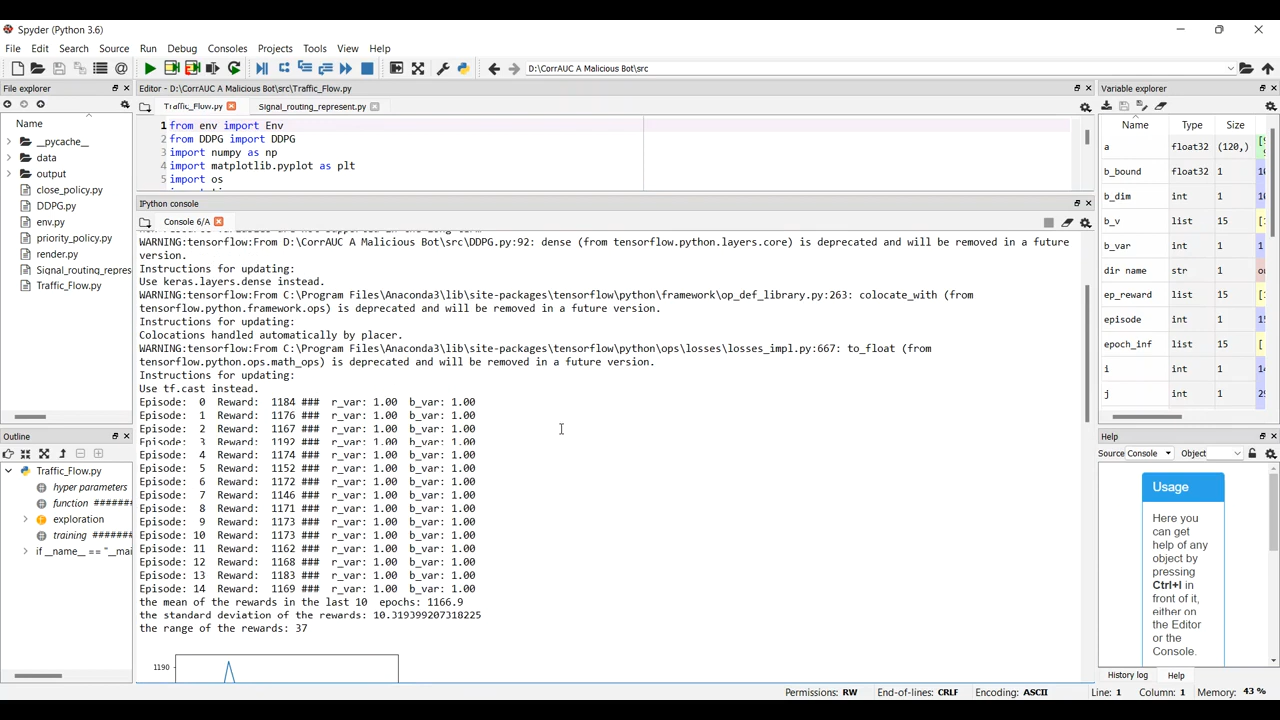 Spyder (Python 3.6)
File Edit Search Source Run Debug Consoles Projects Tools View Help
D:\CorrAUC A Malicious Bot\src
File explorer
Name
__pycache__
data
output
close_policy.py
DDPG.py
env.py
priority_policy.py
render.py
Signal_routing_repres
Traffic_Flow.py
Outline
Traffic_Flow.py
hyper parameters
function #######
exploration
training #######
if __name__ == "__mai
Editor - D:\CorrAUC A Malicious Bot\src\Traffic_Flow.py
Traffic_Flow.py Signal_routing_represent.py
1 from env import Env
2 from DDPG import DDPG
3 import numpy as np
4 import matplotlib.pyplot as plt
5 import os
IPython console
Console 6/A
WARNING:tensorflow:From D:\CorrAUC A Malicious Bot\src\DDPG.py:92: dense (from tensorflow.python.layers.core) is deprecated and will be removed in a future
version.
Instructions for updating:
Use keras.layers.dense instead.
WARNING:tensorflow:From C:\Program Files\Anaconda3\lib\site-packages\tensorflow\python\framework\op_def_library.py:263: colocate_with (from
tensorflow.python.framework.ops) is deprecated and will be removed in a future version.
Instructions for updating:
Colocations handled automatically by placer.
WARNING:tensorflow:From C:\Program Files\Anaconda3\lib\site-packages\tensorflow\python\ops\losses\losses_impl.py:667: to_float (from
tensorflow.python.ops.math_ops) is deprecated and will be removed in a future version.
Instructions for updating:
Use tf.cast instead.
Episode: 0 Reward: 1184 ### r_var: 1.00 b_var: 1.00
Episode: 1 Reward: 1176 ### r_var: 1.00 b_var: 1.00
Episode: 2 Reward: 1167 ### r_var: 1.00 b_var: 1.00
Episode: 3 Reward: 1192 ### r_var: 1.00 b_var: 1.00
Episode: 4 Reward: 1174 ### r_var: 1.00 b_var: 1.00
Episode: 5 Reward: 1152 ### r_var: 1.00 b_var: 1.00
Episode: 6 Reward: 1172 ### r_var: 1.00 b_var: 1.00
Episode: 7 Reward: 1146 ### r_var: 1.00 b_var: 1.00
Episode: 8 Reward: 1171 ### r_var: 1.00 b_var: 1.00
Episode: 9 Reward: 1173 ### r_var: 1.00 b_var: 1.00
Episode: 10 Reward: 1173 ### r_var: 1.00 b_var: 1.00
Episode: 11 Reward: 1162 ### r_var: 1.00 b_var: 1.00
Episode: 12 Reward: 1168 ### r_var: 1.00 b_var: 1.00
Episode: 13 Reward: 1183 ### r_var: 1.00 b_var: 1.00
Episode: 14 Reward: 1169 ### r_var: 1.00 b_var: 1.00
the mean of the rewards in the last 10 epochs: 1166.9
the standard deviation of the rewards: 10.319399207318225
the range of the rewards: 37
1190
Variable explorer
Name Type Size
a float32 (120,)
b_bound float32 1
b_dim int 1
b_v list 15
b_var int 1
dir name str 1
ep_reward list 15
episode int 1
epoch_inf list 15
i int 1
j int 1
Help
Source Console Object
Usage
Here you
can get
help of any
object by
pressing
Ctrl+I in
front of it,
either on
the Editor
or the
Console.
History log Help
Permissions: RW End-of-lines: CRLF Encoding: ASCII Line: 1 Column: 1 Memory: 43 %